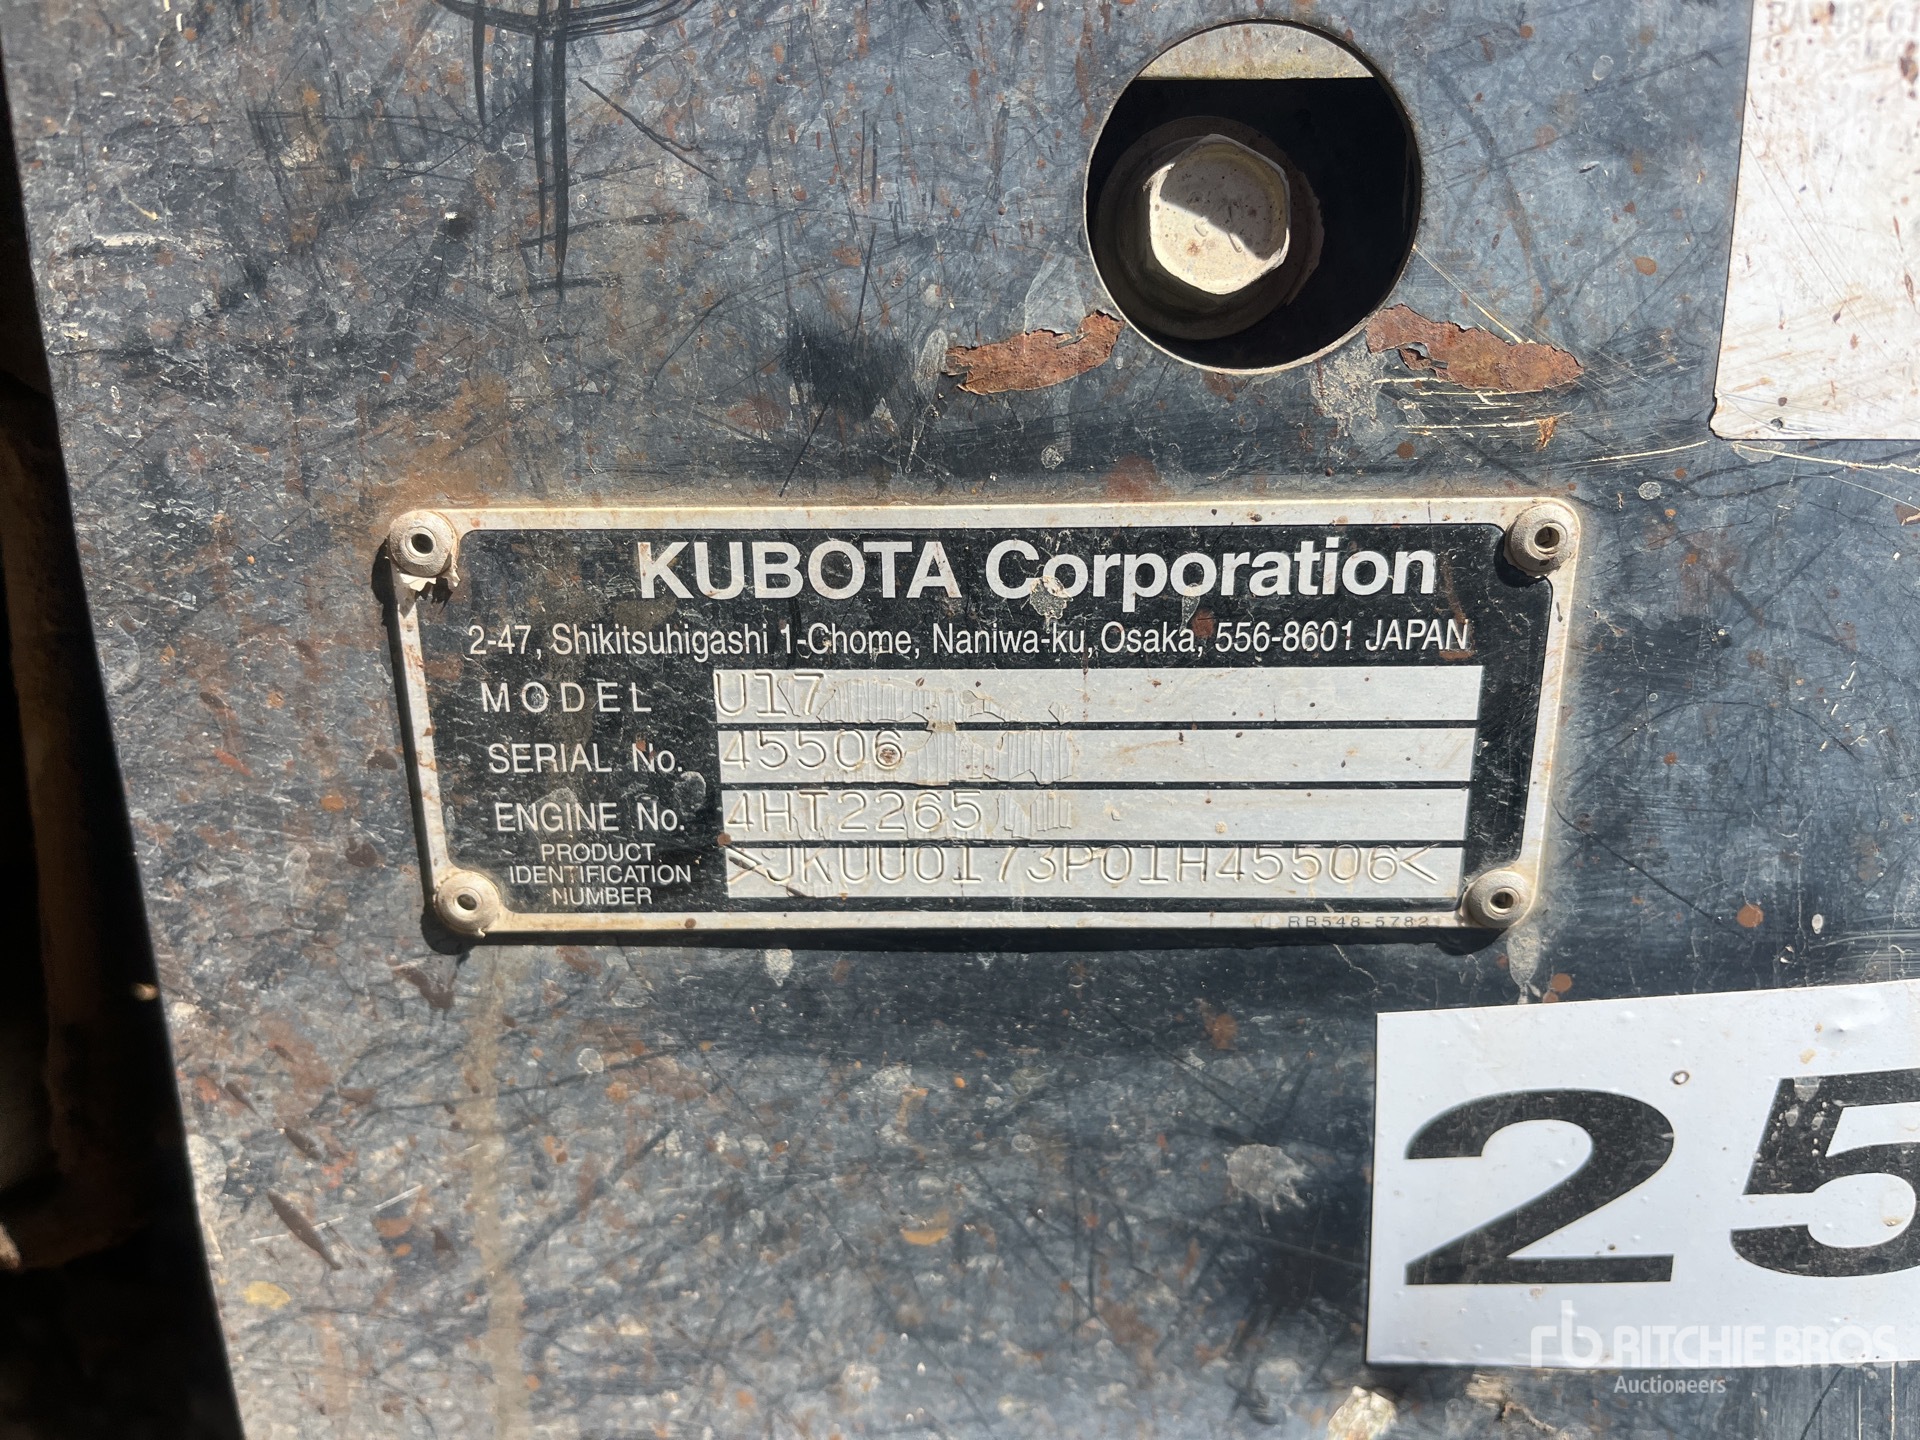 KUBOTA Corporation
2-47, Shikitsuhigashi 1-Chome, Naniwa-ku, Osaka, 556-8601 JAPAN
MODEL U17
SERIAL No. 45506
ENGINE No. 4HT2265
PRODUCT
IDENTIFICATION
NUMBER
>JKUU0173P01H45506<
RB548-5782
25
rb RITCHIE BROS
Auctioneers